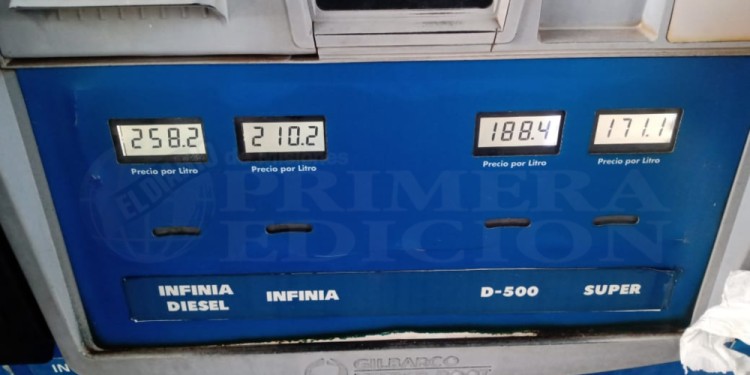 258.2 210.2 188.4 171.1
Precio por Litro Precio por Litro Precio por Litro Precio por Litro
PRIMERA
EDICION
INFINIA
DIESEL INFINIA D-500 SUPER
GILBARCO
IN